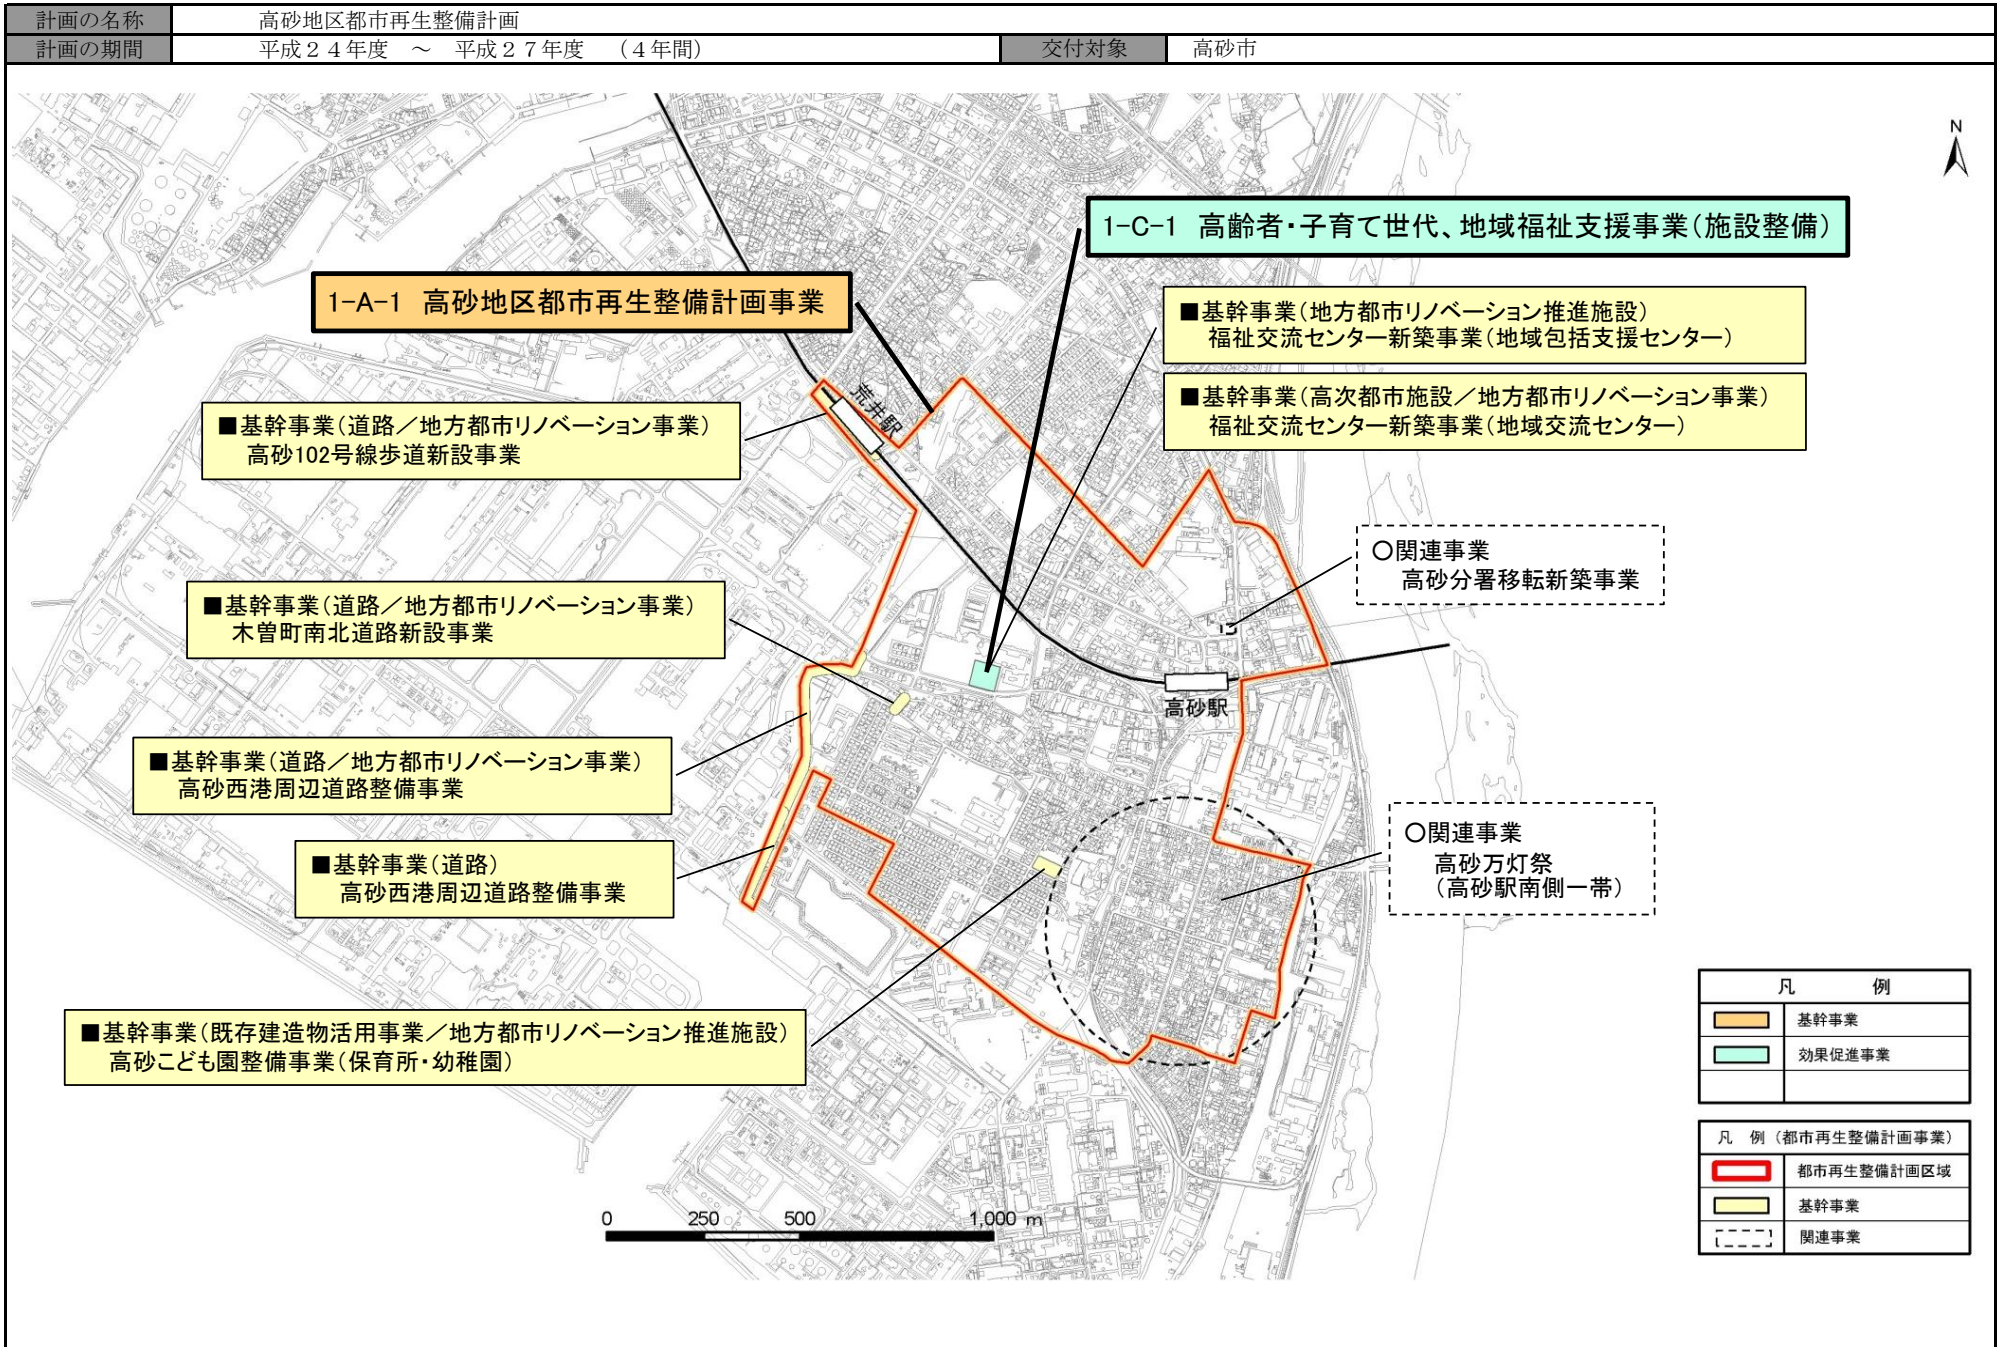 計画の名称 高砂地区都市再生整備計画
計画の期間 平成24年度 ～ 平成27年度 （4年間） 交付対象 高砂市
N
1-C-1 高齢者・子育て世代、地域福祉支援事業(施設整備)
1-A-1 高砂地区都市再生整備計画事業
■基幹事業(地方都市リノベーション推進施設)
福祉交流センター新築事業(地域包括支援センター)
■基幹事業(高次都市施設／地方都市リノベーション事業)
福祉交流センター新築事業(地域交流センター)
荒井駅
■基幹事業(道路／地方都市リノベーション事業)
高砂102号線歩道新設事業
○関連事業
高砂分署移転新築事業
■基幹事業(道路／地方都市リノベーション事業)
木曽町南北道路新設事業
高砂駅
■基幹事業(道路／地方都市リノベーション事業)
高砂西港周辺道路整備事業
○関連事業
高砂万灯祭
(高砂駅南側一帯)
■基幹事業(道路)
高砂西港周辺道路整備事業
■基幹事業(既存建造物活用事業／地方都市リノベーション推進施設)
高砂こども園整備事業(保育所・幼稚園)
凡 例
基幹事業
効果促進事業
凡 例（都市再生整備計画事業）
都市再生整備計画区域
基幹事業
関連事業
0 250 500 1,000 m